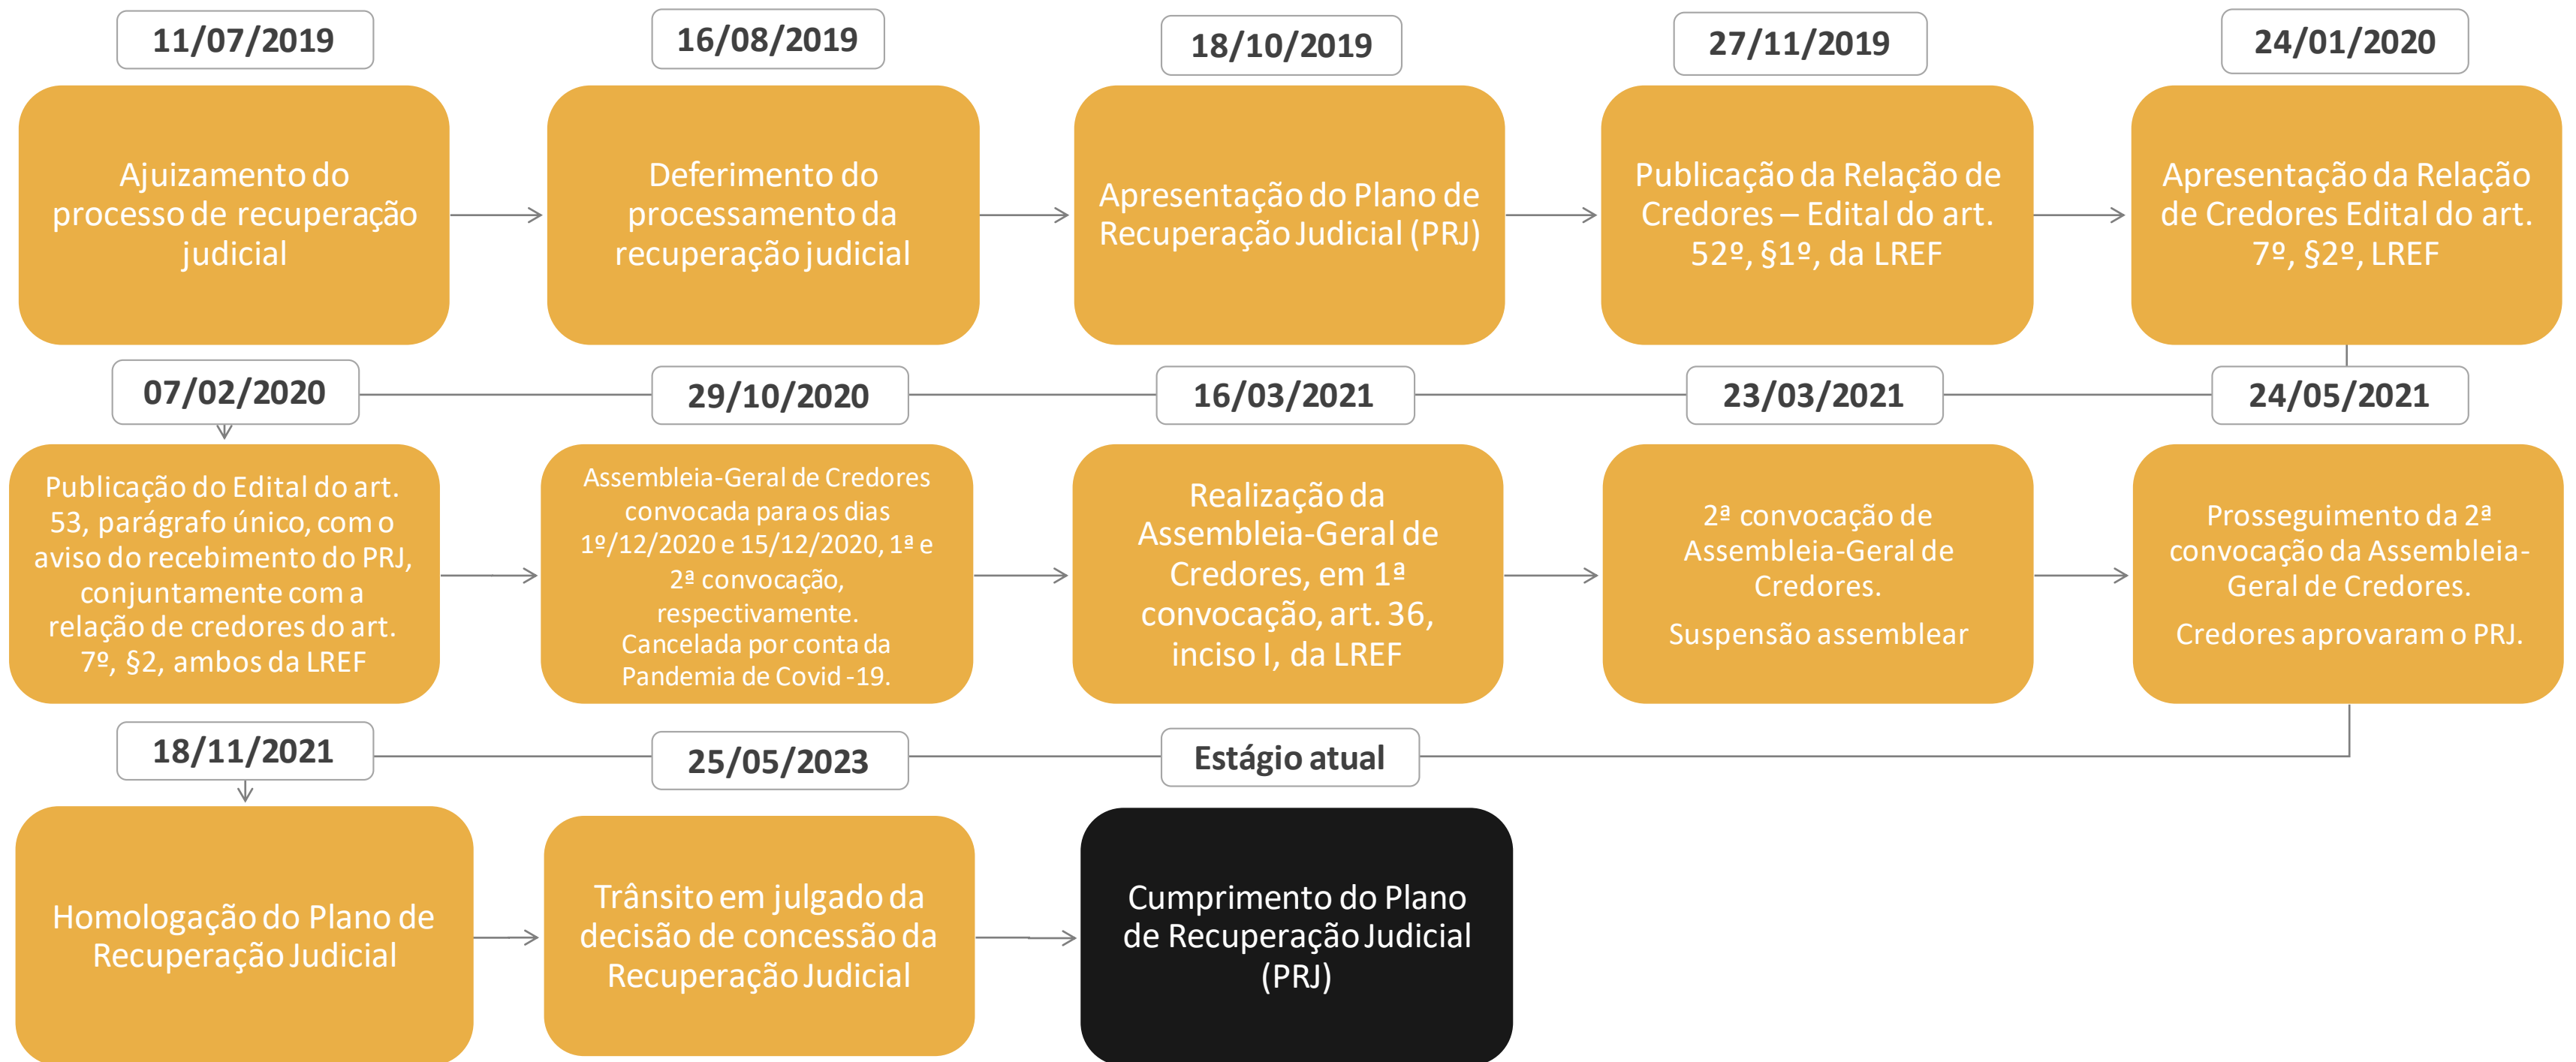 11/07/2019
Ajuizamento do
processo de recuperação
judicial
16/08/2019
Deferimento do
processamento da
recuperação judicial
18/10/2019
Apresentação do Plano de
Recuperação Judicial (PRJ)
27/11/2019
Publicação da Relação de
Credores – Edital do art.
52º, §1º, da LREF
24/01/2020
Apresentação da Relação
de Credores Edital do art.
7º, §2º, LREF
07/02/2020
Publicação do Edital do art.
53, parágrafo único, com o
aviso do recebimento do PRJ,
conjuntamente com a
relação de credores do art.
7º, §2, ambos da LREF
29/10/2020
Assembleia-Geral de Credores
convocada para os dias
1º/12/2020 e 15/12/2020, 1ª e
2ª convocação,
respectivamente.
Cancelada por conta da
Pandemia de Covid -19.
16/03/2021
Realização da
Assembleia-Geral de
Credores, em 1ª
convocação, art. 36,
inciso I, da LREF
23/03/2021
2ª convocação de
Assembleia-Geral de
Credores.
Suspensão assemblear
24/05/2021
Prosseguimento da 2ª
convocação da Assembleia-
Geral de Credores.
Credores aprovaram o PRJ.
18/11/2021
Homologação do Plano de
Recuperação Judicial
25/05/2023
Trânsito em julgado da
decisão de concessão da
Recuperação Judicial
Estágio atual
Cumprimento do Plano
de Recuperação Judicial
(PRJ)